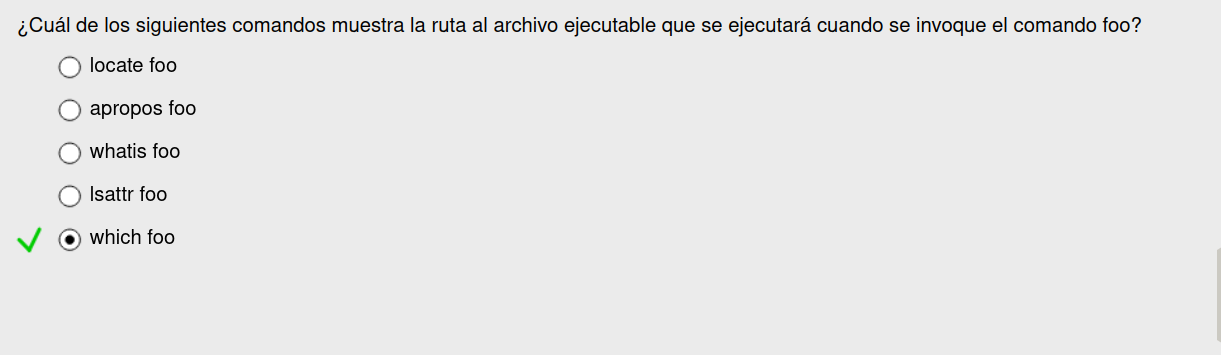 ¿Cuál de los siguientes comandos muestra la ruta al archivo ejecutable que se ejecutará cuando se invoque el comando foo?
locate foo
apropos foo
whatis foo
lsattr foo
which foo